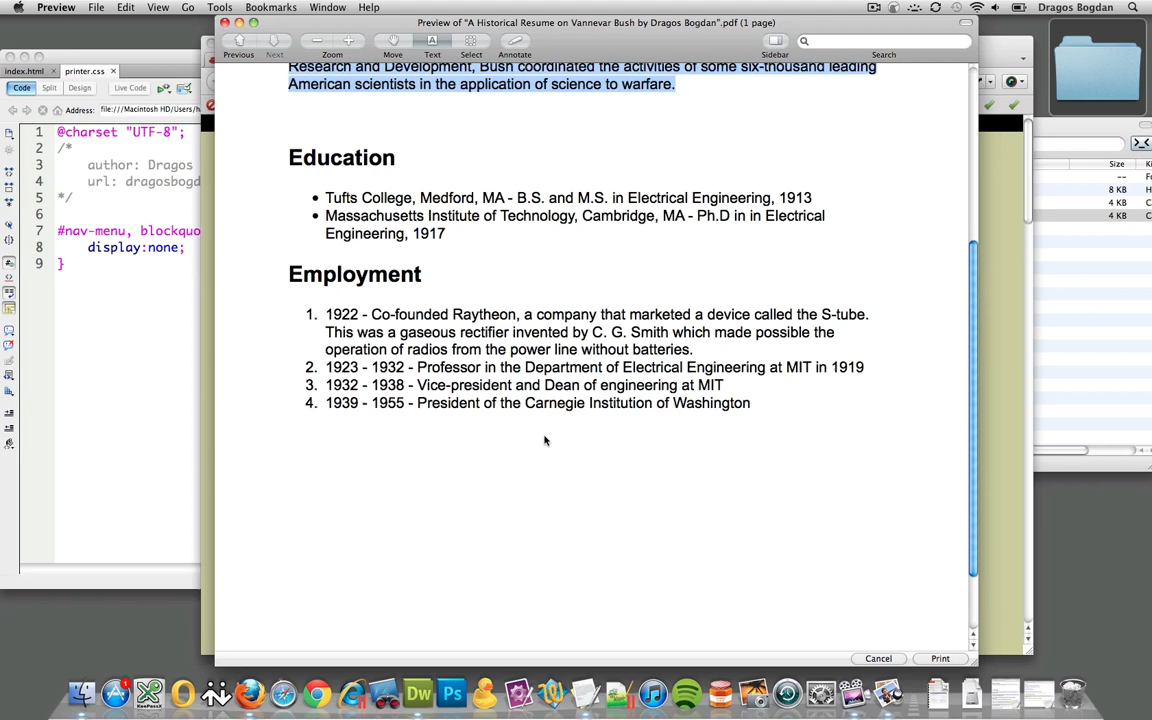 Preview File Edit View Go Tools Bookmarks Window Help Dragos Bogdan
Preview of "A Historical Resume on Vannevar Bush by Dragos Bogdan".pdf (1 page)
Previous Next Zoom Move Text Select Annotate Sidebar Search
index.html printer.css
Code Split Design Live Code
Address: file:///Macintosh HD/Users/h
1 @charset "UTF-8";
2 /*
3 author: Dragos
4 url: dragosbogd
5 */
6
7 #nav-menu, blockquo
8 display:none;
9 }
Research and Development, Bush coordinated the activities of some six-thousand leading
American scientists in the application of science to warfare.
Education
• Tufts College, Medford, MA - B.S. and M.S. in Electrical Engineering, 1913
• Massachusetts Institute of Technology, Cambridge, MA - Ph.D in in Electrical
Engineering, 1917
Employment
1. 1922 - Co-founded Raytheon, a company that marketed a device called the S-tube.
This was a gaseous rectifier invented by C. G. Smith which made possible the
operation of radios from the power line without batteries.
2. 1923 - 1932 - Professor in the Department of Electrical Engineering at MIT in 1919
3. 1932 - 1938 - Vice-president and Dean of engineering at MIT
4. 1939 - 1955 - President of the Carnegie Institution of Washington
Cancel Print
Size Ki
-- Fo
8 KB C
4 KB C
4 KB C
KeePassX
Dw Ps